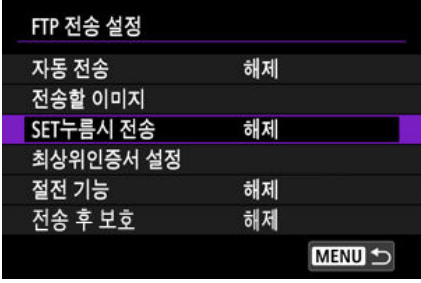 FTP 전송 설정
자동 전송 해제
전송할 이미지
SET누름시 전송 해제
최상위인증서 설정
절전 기능 해제
전송 후 보호 해제
MENU